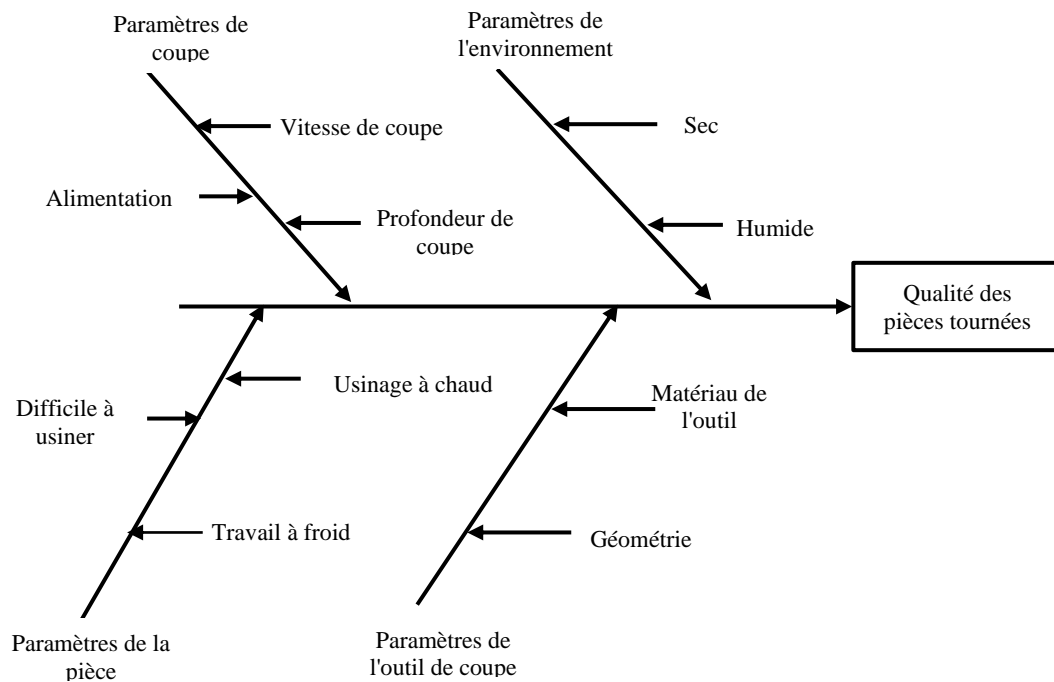 Paramètres de
coupe
Paramètres de
l'environnement
Vitesse de coupe
Sec
Alimentation
Profondeur de
coupe
Humide
Qualité des
pièces tournées
Usinage à chaud
Matériau de
l'outil
Difficile à
usiner
Travail à froid
Géométrie
Paramètres de la
pièce
Paramètres de
l'outil de coupe